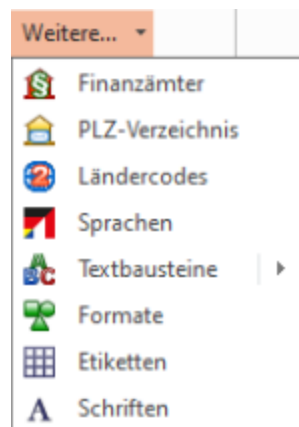 Weitere...
Finanzämter
PLZ-Verzeichnis
Ländercodes
Sprachen
Textbausteine
Formate
Etiketten
Schriften